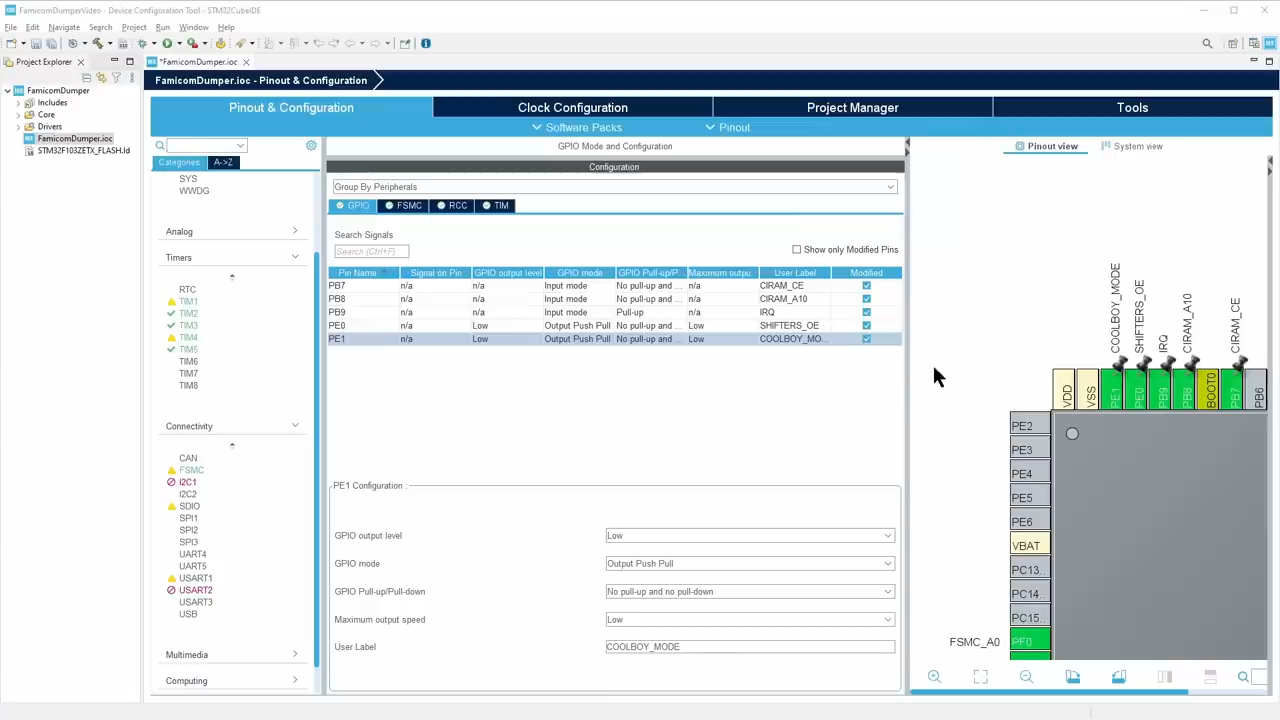 FamicomDumperVideo - Device Configuration Tool - STM32CubeIDE
File Edit Navigate Search Project Run Window Help
Project Explorer
*FamicomDumper.ioc
FamicomDumper
Includes
Core
Drivers
FamicomDumper.ioc
STM32F103ZETX_FLASH.ld
FamicomDumper.ioc - Pinout & Configuration
Pinout & Configuration
Clock Configuration
Project Manager
Tools
Software Packs
Pinout
Categories
A->Z
SYS
WWDG
Analog
Timers
RTC
TIM1
TIM2
TIM3
TIM4
TIM5
TIM6
TIM7
TIM8
Connectivity
CAN
FSMC
I2C1
I2C2
SDIO
SPI1
SPI2
SPI3
UART4
UART5
USART1
USART2
USART3
USB
Multimedia
Computing
GPIO Mode and Configuration
Configuration
Group By Peripherals
GPIO FSMC RCC TIM
Search Signals
Search (Ctrl+F)
Show only Modified Pins
Pin Name Signal on Pin GPIO output level GPIO mode GPIO Pull-up/P... Maximum outpu... User Label Modified
PB7 n/a n/a Input mode No pull-up and ... n/a CIRAM_CE
PB8 n/a n/a Input mode No pull-up and ... n/a CIRAM_A10
PB9 n/a n/a Input mode Pull-up n/a IRQ
PE0 n/a Low Output Push Pull No pull-up and ... Low SHIFTERS_OE
PE1 n/a Low Output Push Pull No pull-up and ... Low COOLBOY_MO...
PE1 Configuration :
GPIO output level Low
GPIO mode Output Push Pull
GPIO Pull-up/Pull-down No pull-up and no pull-down
Maximum output speed Low
User Label COOLBOY_MODE
Pinout view
System view
COOLBOY_MODE
SHIFTERS_OE
IRQ
CIRAM_A10
CIRAM_CE
VDD
VSS
PE1
PE0
PB9
PB8
BOOT0
PB7
PB6
PE2
PE3
PE4
PE5
PE6
VBAT
PC13..
PC14..
PC15..
FSMC_A0 PF0